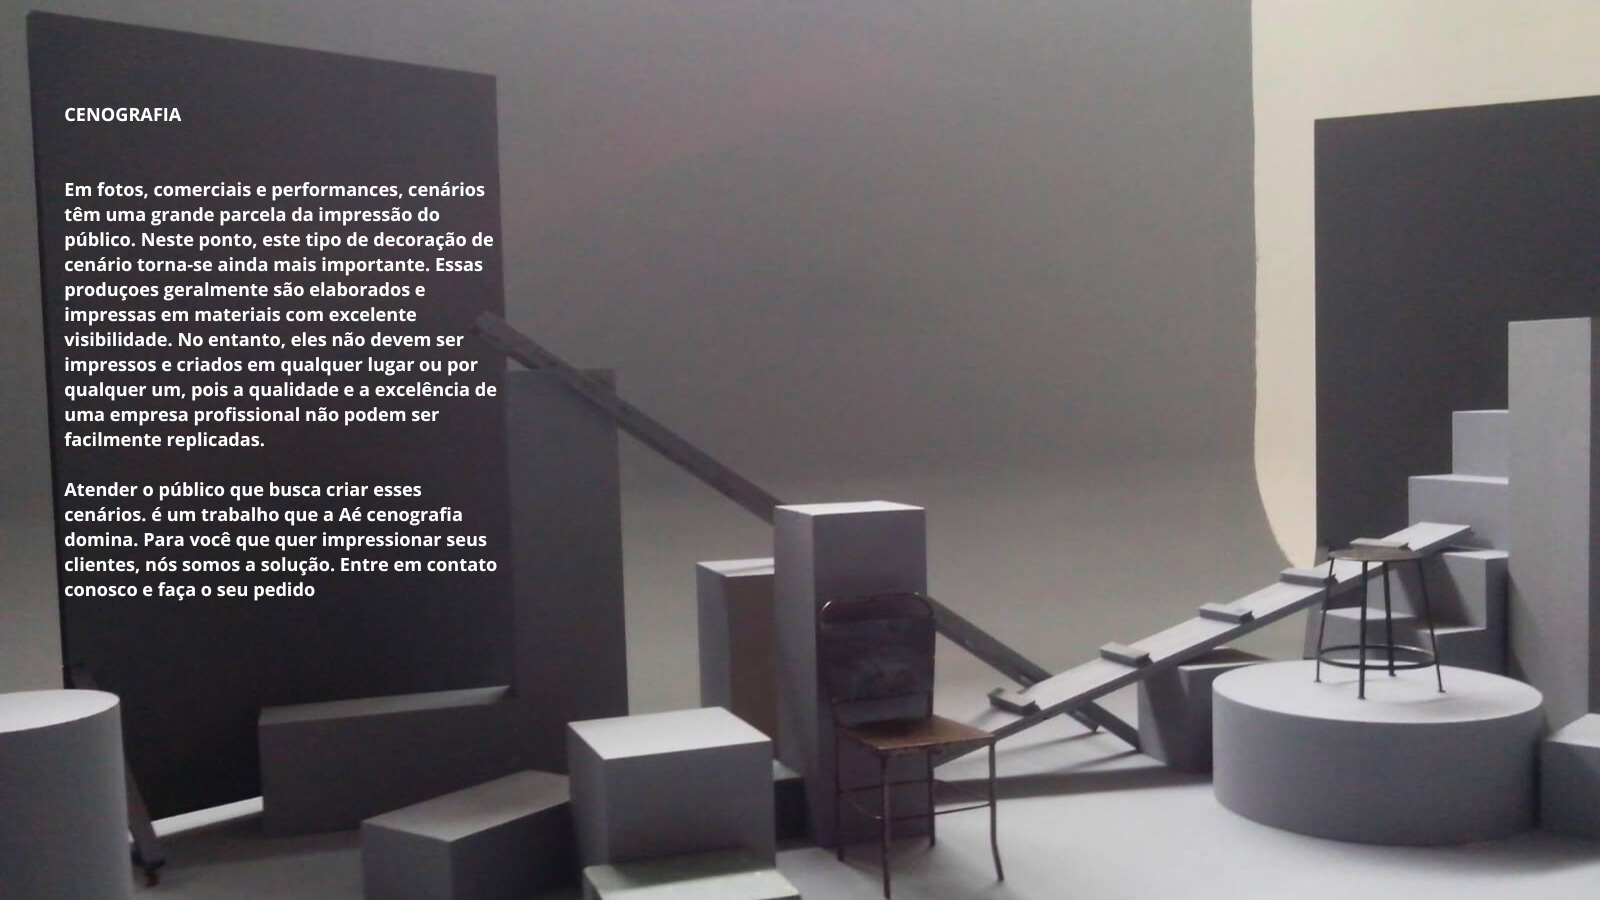 CENOGRAFIA
Em fotos, comerciais e performances, cenários
têm uma grande parcela da impressão do
público. Neste ponto, este tipo de decoração de
cenário torna-se ainda mais importante. Essas
produçoes geralmente são elaborados e
impressas em materiais com excelente
visibilidade. No entanto, eles não devem ser
impressos e criados em qualquer lugar ou por
qualquer um, pois a qualidade e a excelência de
uma empresa profissional não podem ser
facilmente replicadas.
Atender o público que busca criar esses
cenários. é um trabalho que a Aé cenografia
domina. Para você que quer impressionar seus
clientes, nós somos a solução. Entre em contato
conosco e faça o seu pedido